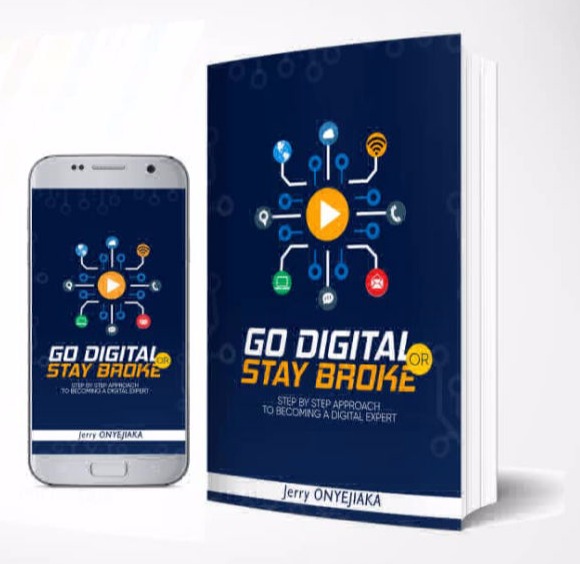 GO DIGITAL
OR
STAY BROKE
STEP BY STEP APPROACH
TO BECOMING A DIGITAL EXPERT
Jerry ONYEJIAKA
GO DIGITAL
OR
STAY BROKE
STEP BY STEP APPROACH
TO BECOMING A DIGITAL EXPERT
Jerry ONYEJIAKA